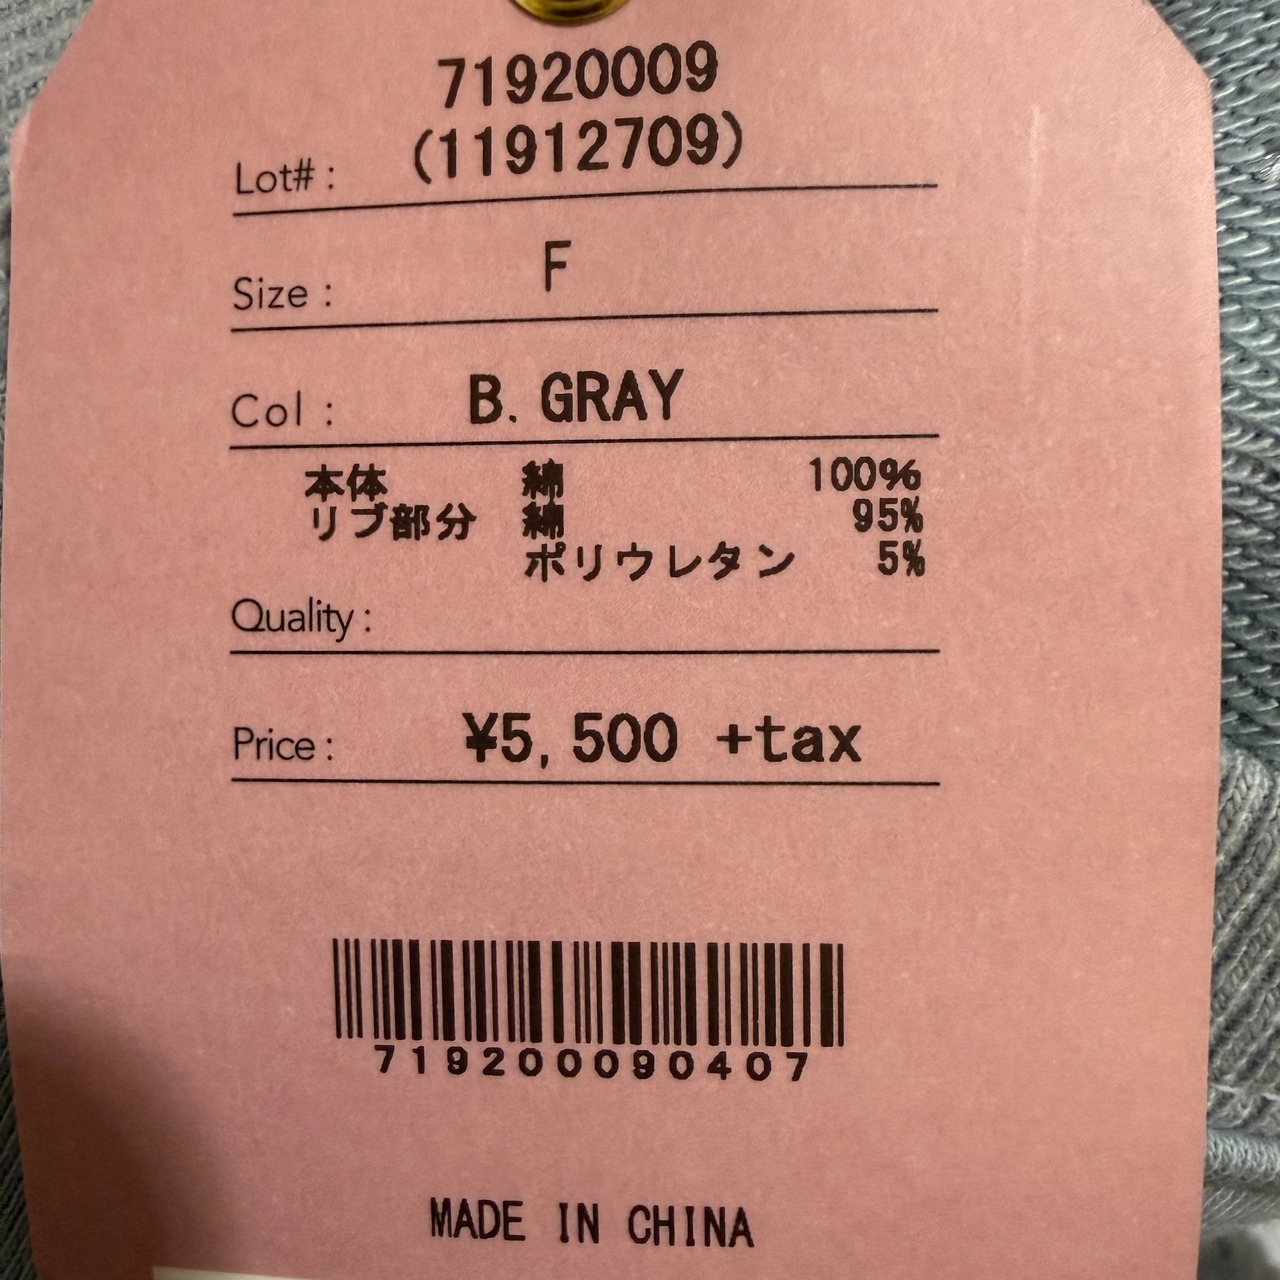 71920009
Lot# : (11912709)
Size : F
Col : B. GRAY
本体 綿 100%
リブ部分 綿 95%
ポリウレタン 5%
Quality :
Price : ¥5, 500 +tax
719200090407
MADE IN CHINA